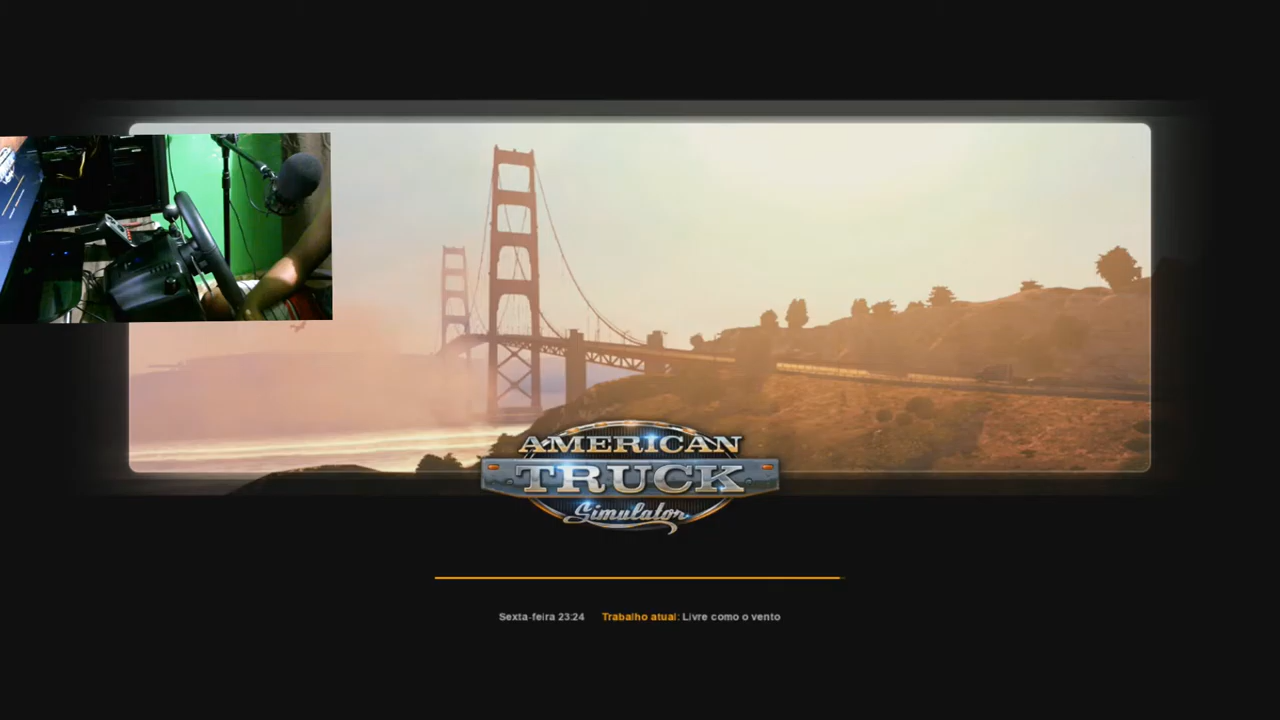 AMERICAN
TRUCK
Simulator
Sexta-feira 23:24 Trabalho atual: Livre como o vento